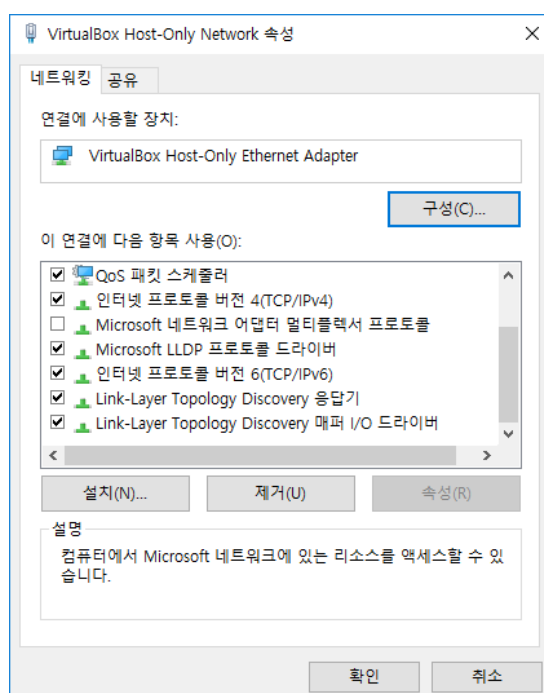 VirtualBox Host-Only Network 속성
네트워킹
공유
연결에 사용할 장치:
VirtualBox Host-Only Ethernet Adapter
구성(C)...
이 연결에 다음 항목 사용(O):
QoS 패킷 스케줄러
인터넷 프로토콜 버전 4(TCP/IPv4)
Microsoft 네트워크 어댑터 멀티플렉서 프로토콜
Microsoft LLDP 프로토콜 드라이버
인터넷 프로토콜 버전 6(TCP/IPv6)
Link-Layer Topology Discovery 응답기
Link-Layer Topology Discovery 매퍼 I/O 드라이버
설치(N)...
제거(U)
속성(R)
설명
컴퓨터에서 Microsoft 네트워크에 있는 리소스를 액세스할 수 있
습니다.
확인
취소